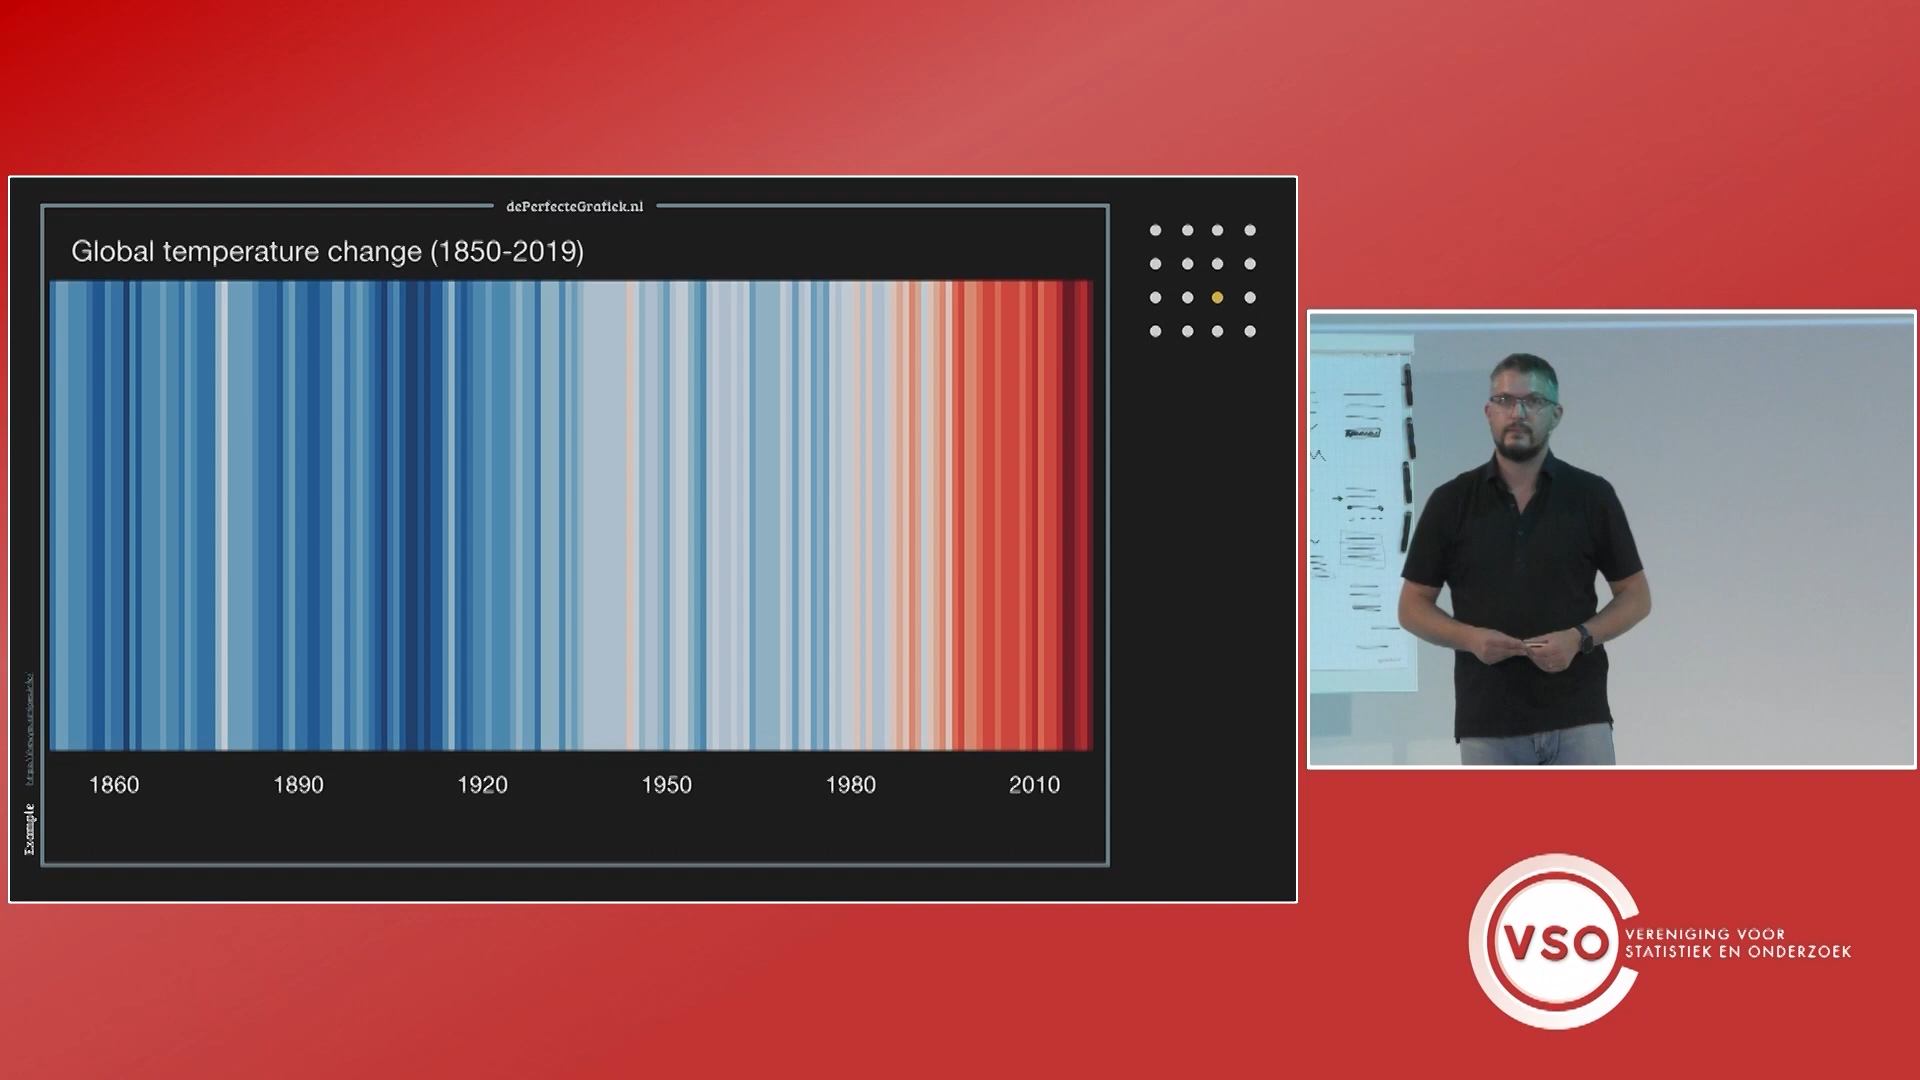 dePerfecteGrafiek.nl
Global temperature change (1850-2019)
1860
1890
1920
1950
1980
2010
Example
VSO
VERENIGING VOOR
STATISTIEK EN ONDERZOEK